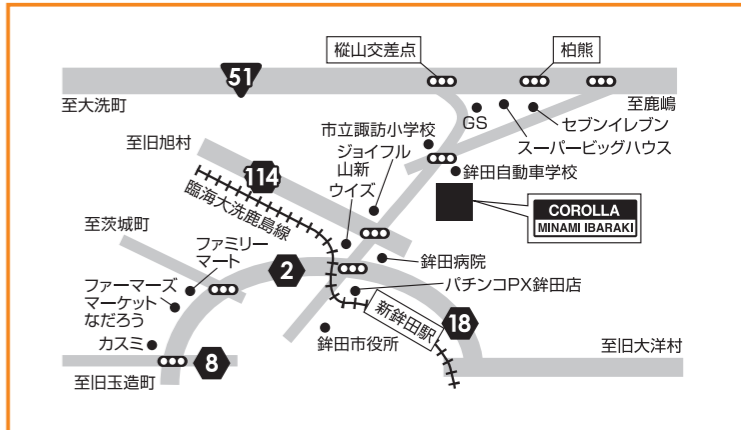 樅山交差点
柏熊
51
至大洗町
至鹿嶋
GS
セブンイレブン
スーパービッグハウス
市立諏訪小学校
至旧旭村
ジョイフル
山新
ウイズ
114
鉾田自動車学校
臨海大洗鹿島線
COROLLA
MINAMI IBARAKI
至茨城町
ファミリー
マート
2
鉾田病院
ファーマーズ
マーケット
なだろう
パチンコPX鉾田店
新鉾田駅
18
カスミ
鉾田市役所
至旧大洋村
8
至旧玉造町